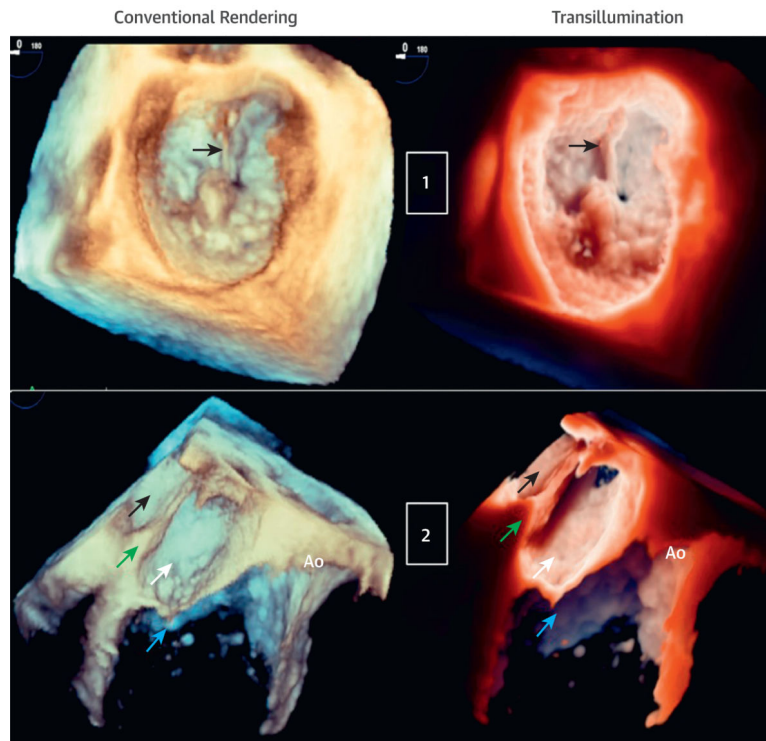 Conventional Rendering
Transillumination
0 180
0 180
1
2
Ao
Ao